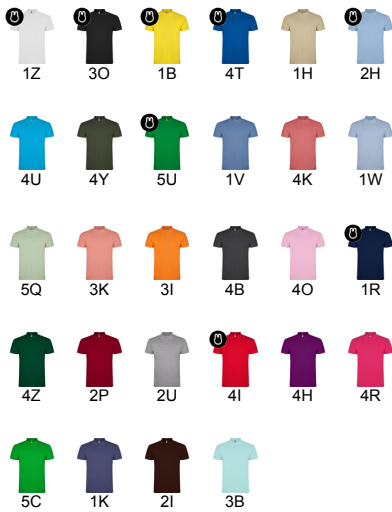 1Z 3O 1B 4T 1H 2H
4U 4Y 5U 1V 4K 1W
5Q 3K 3I 4B 4O 1R
4Z 2P 2U 4I 4H 4R
5C 1K 2I 3B